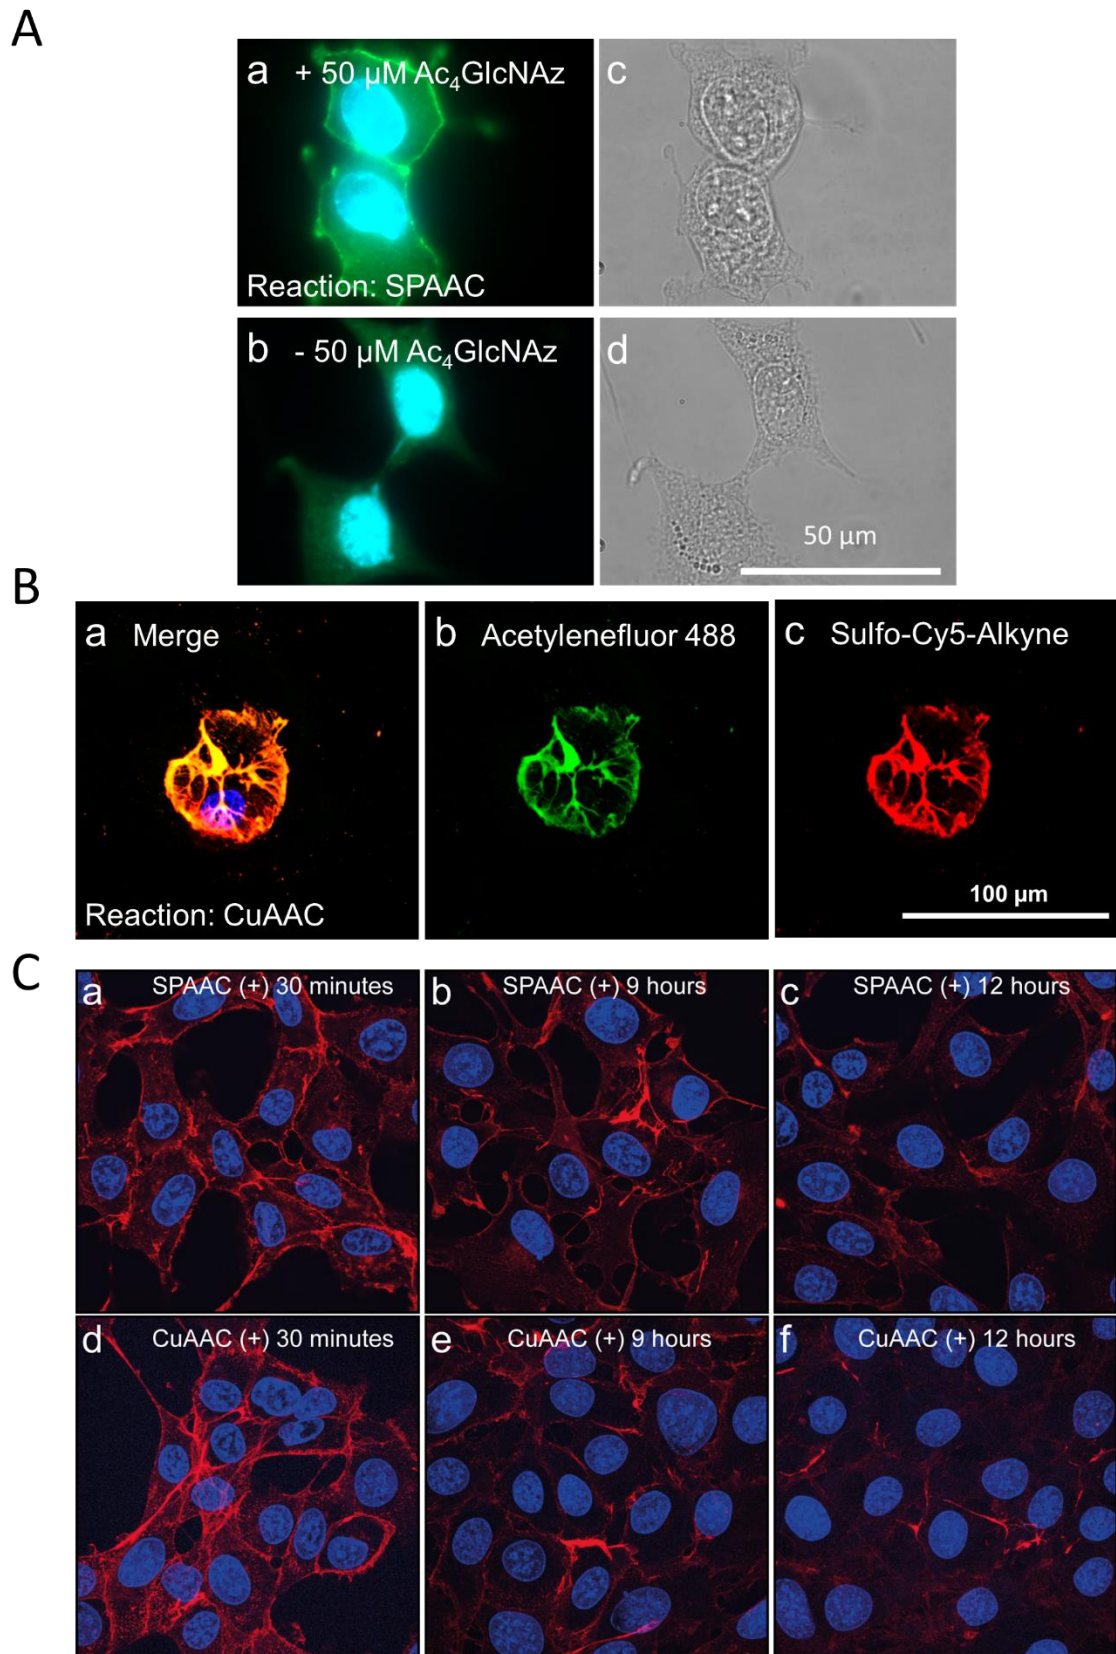 A
a + 50 µM Ac₄GlcNAz
c
Reaction: SPAAC
b - 50 µM Ac₄GlcNAz
d
50 µm
B
a Merge
b Acetylenefluor 488
c Sulfo-Cy5-Alkyne
100 µm
Reaction: CuAAC
C
a SPAAC (+) 30 minutes
b SPAAC (+) 9 hours
c SPAAC (+) 12 hours
d CuAAC (+) 30 minutes
e CuAAC (+) 9 hours
f CuAAC (+) 12 hours